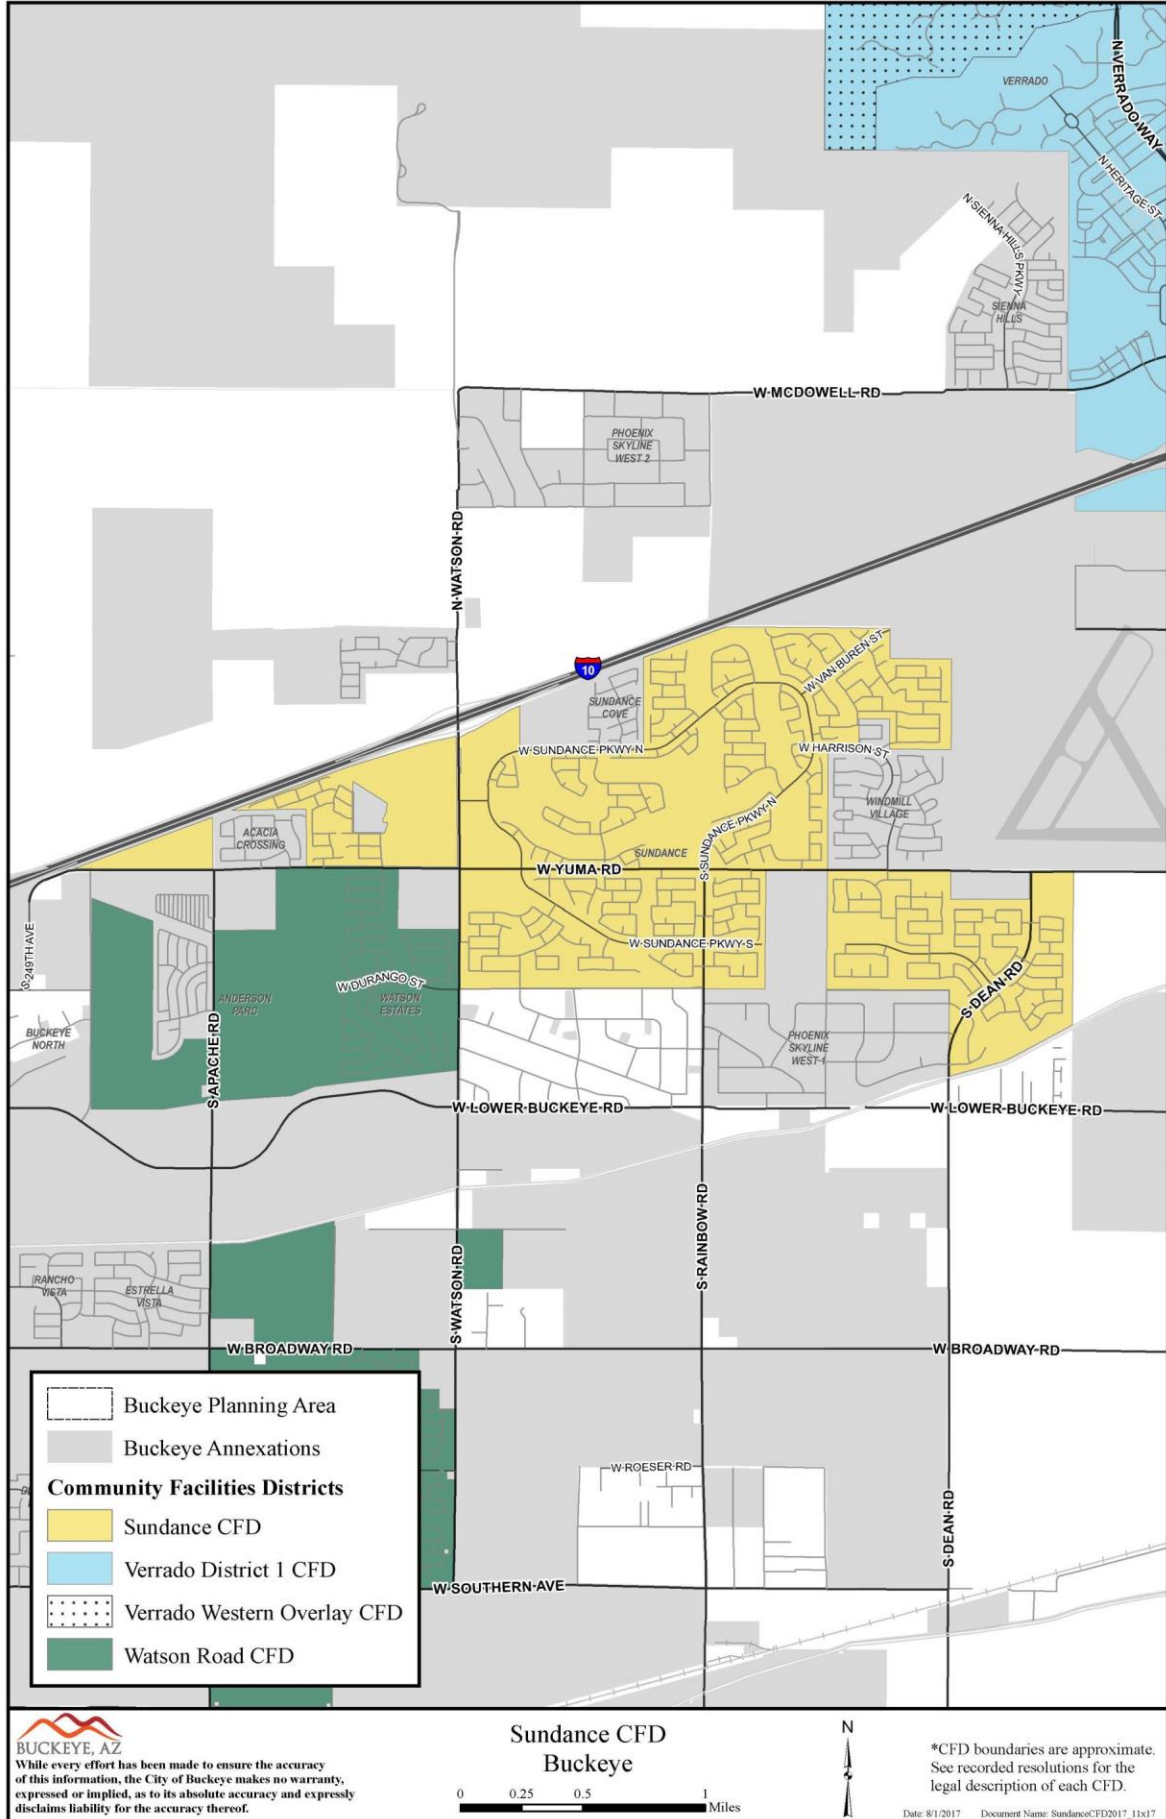 N VERRADO WAY
VERRADO
N HERITAGE ST
N SIENNA HILLS PKWY
SIENNA
HILLS
W MCDOWELL RD
PHOENIX
SKYLINE
WEST 2
N WATSON RD
10
W VAN BUREN ST
SUNDANCE
COVE
W SUNDANCE PKWY N
W HARRISON ST
WINDMILL
VILLAGE
S SUNDANCE PKWY N
ACACIA
CROSSING
SUNDANCE
W YUMA RD
S 249TH AVE
W SUNDANCE PKWY S
W DURANGO ST
ANDERSON
PARC
WATSON
ESTATES
S DEAN RD
BUCKEYE
NORTH
S APACHE RD
PHOENIX
SKYLINE
WEST 1
W LOWER BUCKEYE RD
W LOWER BUCKEYE RD
S RAINBOW RD
S WATSON RD
RANCHO
VISTA
ESTRELLA
VISTA
W BROADWAY RD
W BROADWAY RD
W ROESER RD
S DEAN RD
W SOUTHERN AVE
Buckeye Planning Area
Buckeye Annexations
Community Facilities Districts
Sundance CFD
Verrado District 1 CFD
Verrado Western Overlay CFD
Watson Road CFD
BUCKEYE, AZ
While every effort has been made to ensure the accuracy
of this information, the City of Buckeye makes no warranty,
expressed or implied, as to its absolute accuracy and expressly
disclaims liability for the accuracy thereof.
Sundance CFD
Buckeye
0 0.5 1
Miles
N
*CFD boundaries are approximate.
See recorded resolutions for the
legal description of each CFD.
Date: 8/1/2017 Document Name: SundanceCFD2017_11x17